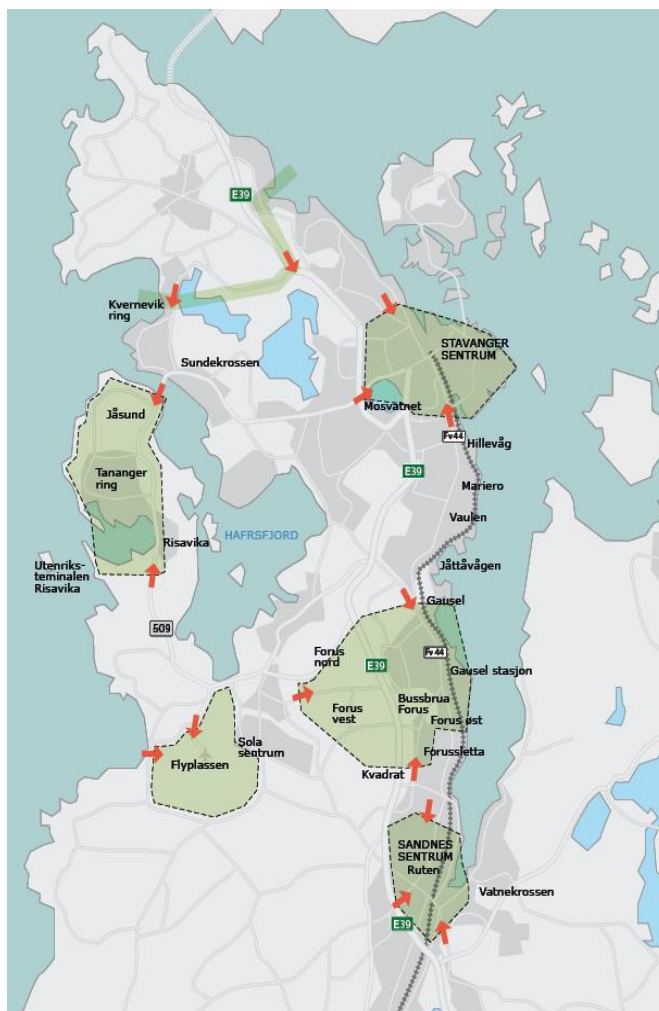 E39
Kvernevik
ring
Sundekrossen
STAVANGER
SENTRUM
Mosvatnet
Jåsund
Fv44
Hillevåg
E39
Tananger
ring
Mariero
Vaulen
HAFRSFJORD
Risavika
Utenriks-
teminalen
Risavika
Jåttåvågen
Gausel
509
Forus
nord
Fv44
E39
Gausel stasjon
Bussbrua
Forus
Forus
vest
Forus øst
Sola
sentrum
Forussletta
Flyplassen
Kvadrat
SANDNES
SENTRUM
Ruten
Vatnekrossen
E39